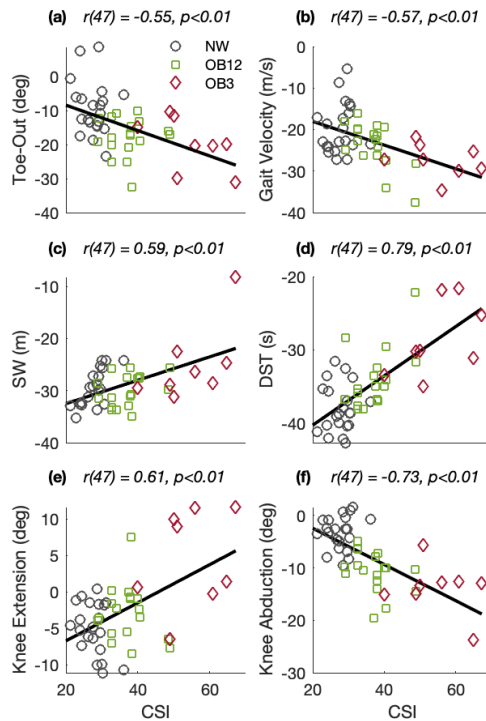 (a) r(47) = -0.55, p<0.01
(b) r(47) = -0.57, p<0.01
NW
OB12
OB3
Toe-Out (deg)
0
-10
-20
-30
-40
Gait Velocity (m/s)
0
-10
-20
-30
-40
(c) r(47) = 0.59, p<0.01
(d) r(47) = 0.79, p<0.01
SW (m)
-10
-20
-30
-40
DST (s)
-20
-30
-40
(e) r(47) = 0.61, p<0.01
(f) r(47) = -0.73, p<0.01
Knee Extension (deg)
10
5
0
-5
-10
20 40 60
CSI
Knee Abduction (deg)
0
-10
-20
-30
20 40 60
CSI